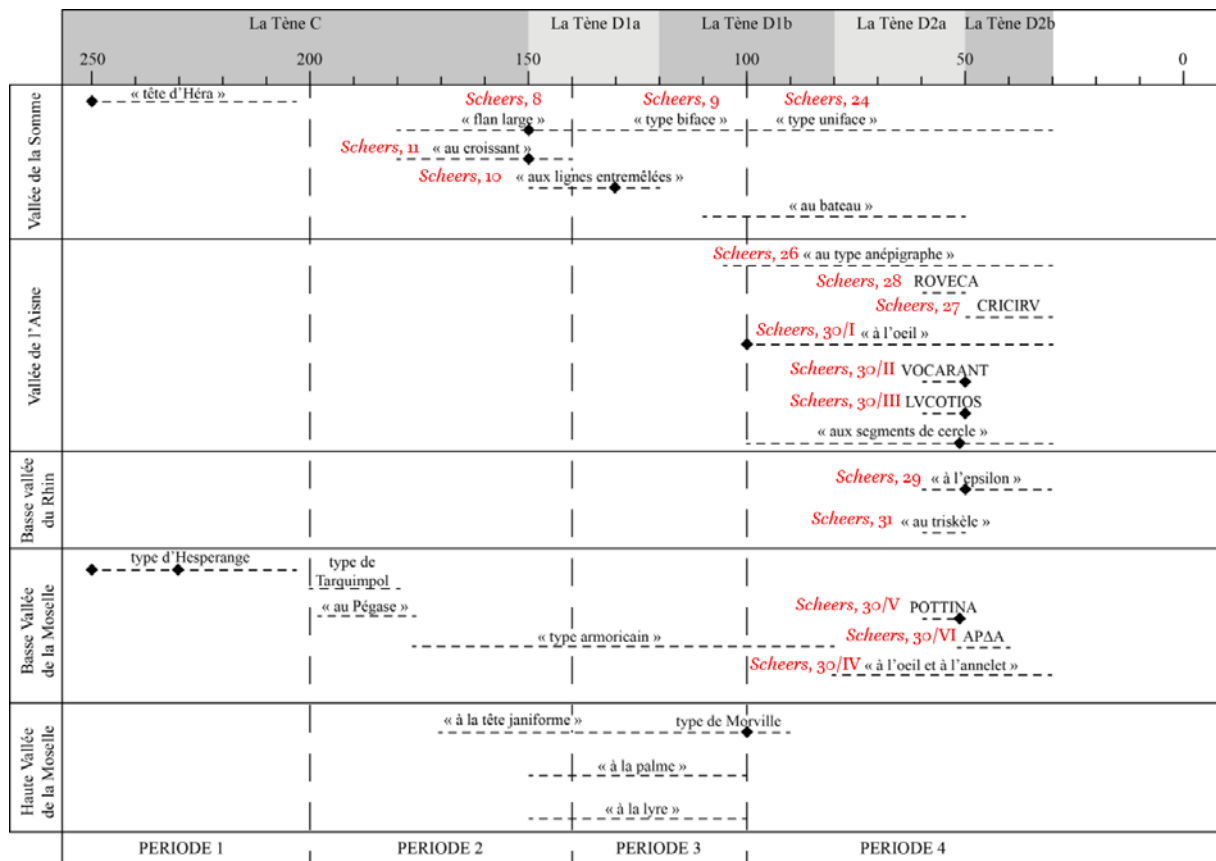 La Tène C
La Tène D1a
La Tène D1b
La Tène D2a
La Tène D2b
250
200
150
100
50
0
Vallée de la Somme
« tête d'Héra »
Scheers, 8
Scheers, 9
Scheers, 24
« flan large »
« type biface »
« type uniface »
Scheers, 11 « au croissant »
Scheers, 10 « aux lignes entremêlées »
« au bateau »
Vallée de l'Aisne
Scheers, 26 « au type anépigraphe »
Scheers, 28 ROVECA
Scheers, 27 CRICIRV
Scheers, 30/I « à l'oeil »
Scheers, 30/II VOCARANT
Scheers, 30/III LVCOTIOS
« aux segments de cercle »
Basse vallée
du Rhin
Scheers, 29 « à l'epsilon »
Scheers, 31 « au triskèle »
Basse Vallée
de la Moselle
type d'Hesperange
type de
Tarquimpol
« au Pégase »
Scheers, 30/V POTTINA
« type armoricain »
Scheers, 30/VI ΑΡΔΑ
Scheers, 30/IV « à l'oeil et à l'annelet »
Haute Vallée
de la Moselle
« à la tête janiforme »
type de Morville
« à la palme »
« à la lyre »
PERIODE 1
PERIODE 2
PERIODE 3
PERIODE 4